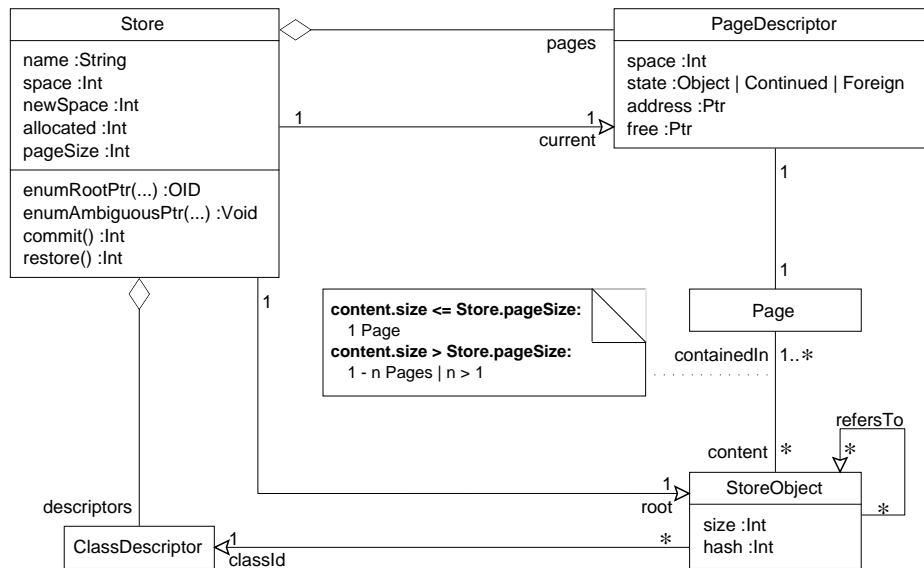 Store
name :String
space :Int
newSpace :Int
allocated :Int
pageSize :Int
enumRootPtr(...) :OID
enumAmbiguousPtr(...) :Void
commit() :Int
restore() :Int
pages
1
1
current
PageDescriptor
space :Int
state :Object | Continued | Foreign
address :Ptr
free :Ptr
1
1
Page
1
content.size <= Store.pageSize:
1 Page
content.size > Store.pageSize:
1 - n Pages | n > 1
containedIn
1..*
refersTo
content
*
*
*
1
root
StoreObject
size :Int
hash :Int
descriptors
ClassDescriptor
1
classId
*